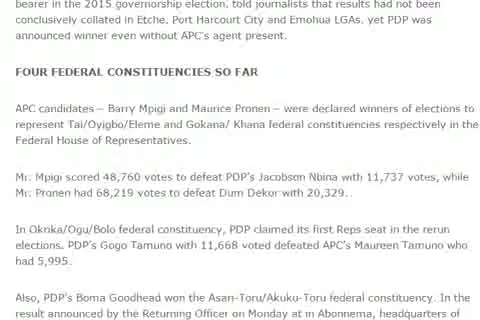 bearer in the 2015 governorship election, told journalists that results had not been
conclusively collated in Etche, Port Harcourt City and Emohua LGAs, yet PDP was
announced winner even without APC's agent present.
FOUR FEDERAL CONSTITUENCIES SO FAR
APC candidates – Barry Mpigi and Maurice Pronen – were declared winners of elections to
represent Tai/Oyigbo/Eleme and Gokana/ Khana federal constituencies respectively in the
Federal House of Representatives.
Mr. Mpigi scored 48,760 votes to defeat PDP's Jacobson Nbina with 11,737 votes, while
Mr. Pronen had 68,219 votes to defeat Dum Dekor with 20,329. .
In Okrika/Ogu/Bolo federal constituency, PDP claimed its first Reps seat in the rerun
elections. PDP's Gogo Tamuno with 11,668 voted defeated APC's Maureen Tamuno who
had 5,995.
Also, PDP's Boma Goodhead won the Asari-Toru/Akuku-Toru federal constituency. In the
result announced by the Returning Officer on Monday at in Abonnema, headquarters of